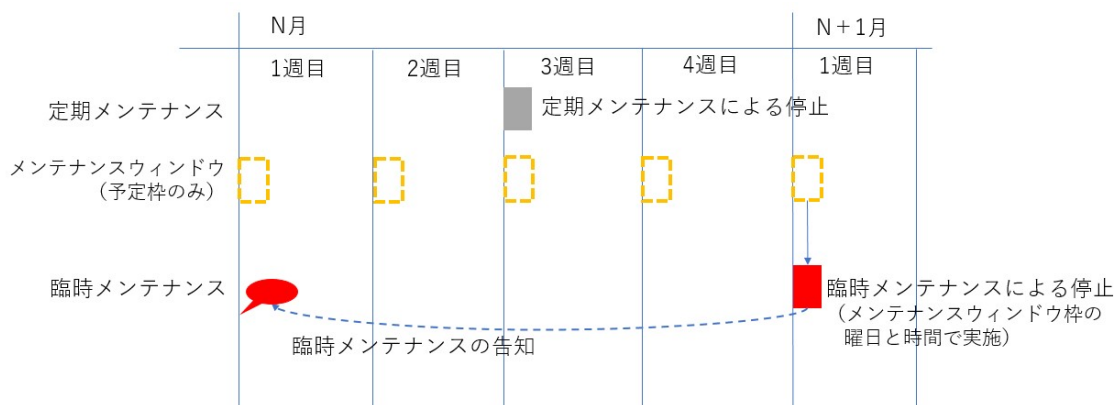 N月
N＋1月
1週目
2週目
3週目
4週目
1週目
定期メンテナンス
定期メンテナンスによる停止
メンテナンスウィンドウ
（予定枠のみ）
臨時メンテナンス
臨時メンテナンスによる停止
（メンテナンスウィンドウ枠の
曜日と時間で実施）
臨時メンテナンスの告知